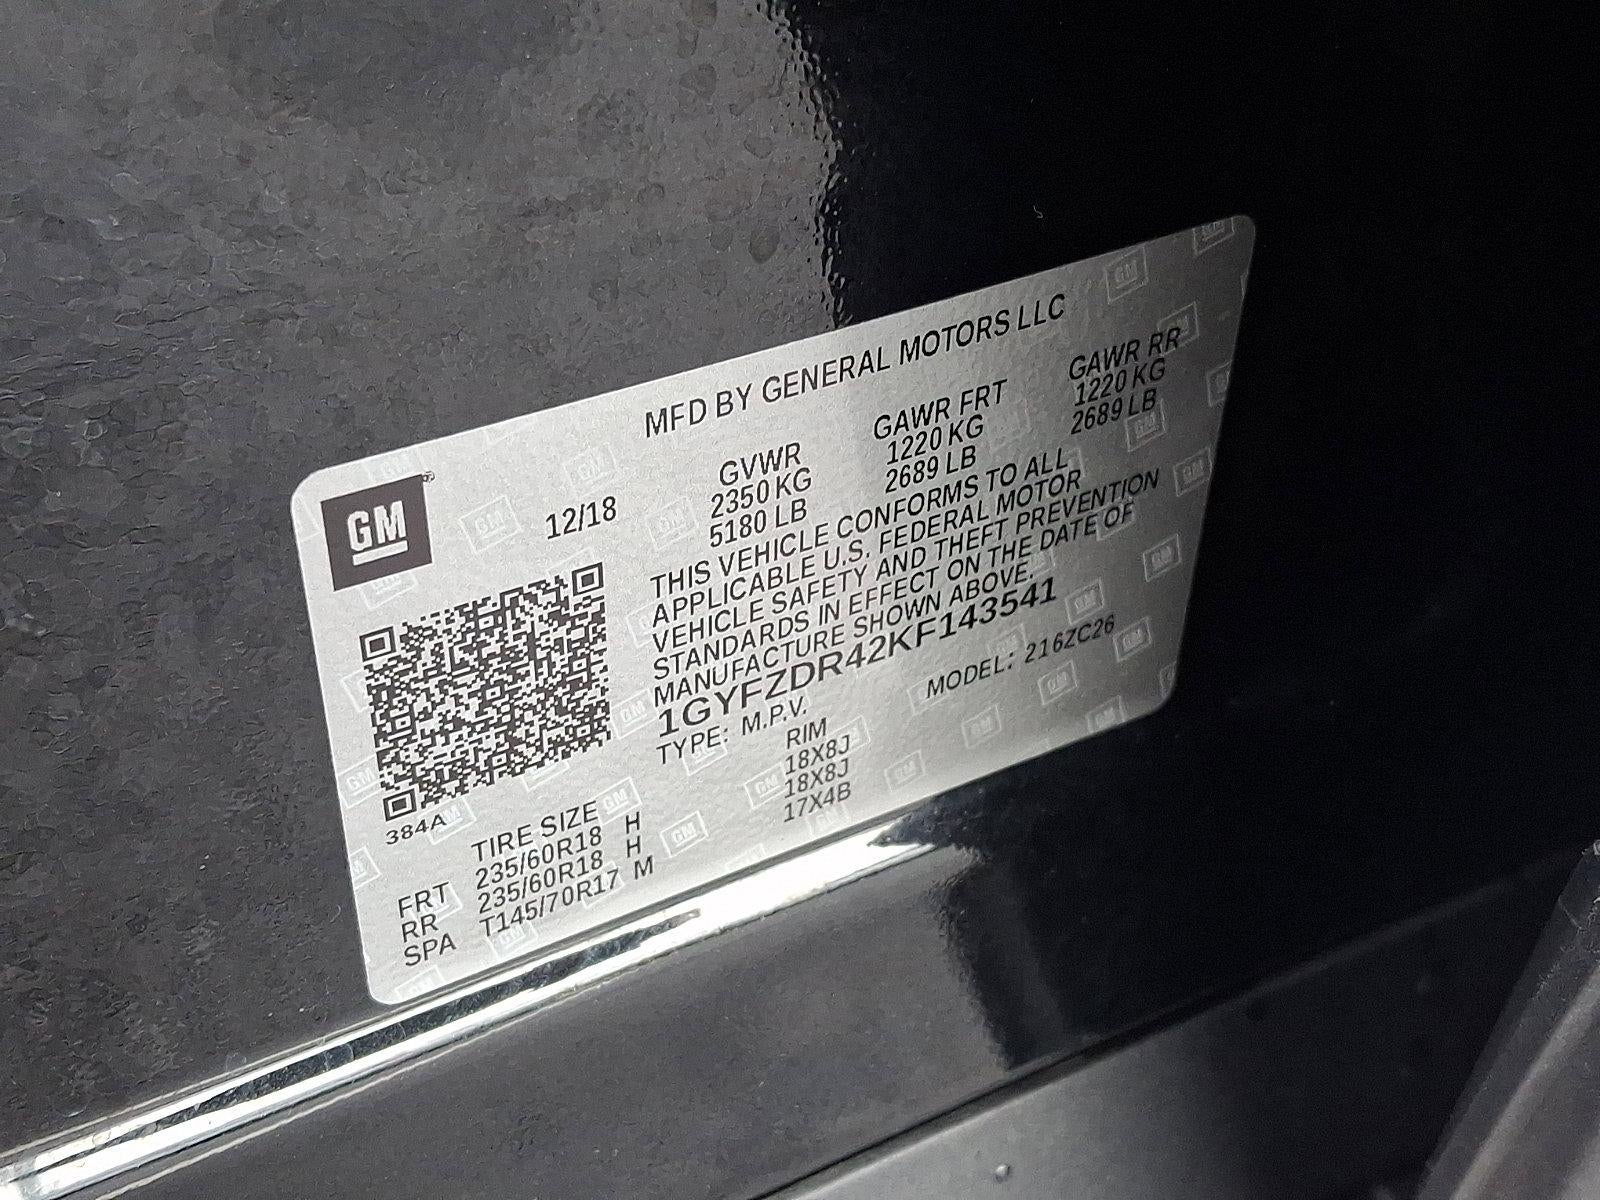 MFD BY GENERAL MOTORS LLC
GM
12/18
GVWR GAWR FRT GAWR RR
2350 KG 1220 KG 1220 KG
5180 LB 2689 LB 2689 LB
THIS VEHICLE CONFORMS TO ALL
APPLICABLE U.S. FEDERAL MOTOR
VEHICLE SAFETY AND THEFT PREVENTION
STANDARDS IN EFFECT ON THE DATE OF
MANUFACTURE SHOWN ABOVE.
1GYFZDR42KF143541
TYPE: M.P.V. MODEL: 216ZC26
384A
TIRE SIZE RIM
FRT 235/60R18 H 18X8J
RR 235/60R18 H 18X8J
SPA T145/70R17 M 17X4B